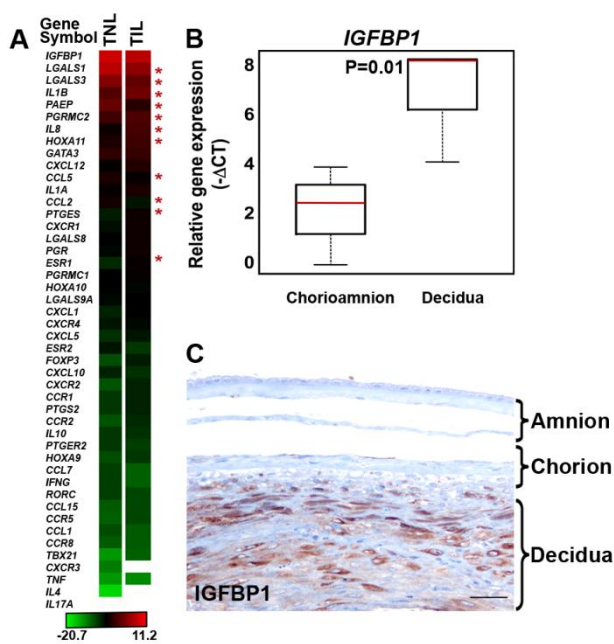 A
Gene
Symbol
TNL
TIL
IGFBP1
LGALS1 *
LGALS3 *
IL1B *
PAEP *
PGRMC2 *
IL8 *
HOXA11 *
GATA3
CXCL12
CCL5 *
IL1A
CCL2 *
PTGES *
CXCR1
LGALS8
PGR
ESR1 *
PGRMC1
HOXA10
LGALS9A
CXCL1
CXCR4
CXCL5
ESR2
FOXP3
CXCL10
CXCR2
CCR1
PTGS2
CCR2
IL10
PTGER2
HOXA9
CCL7
IFNG
RORC
CCL15
CCR5
CCL1
CCR8
TBX21
CXCR3
TNF
IL4
IL17A
-20.7 11.2
B
IGFBP1
P=0.01
Relative gene expression
(-ΔCT)
8
6
4
2
0
Chorioamnion Decidua
C
Amnion
Chorion
Decidua
IGFBP1